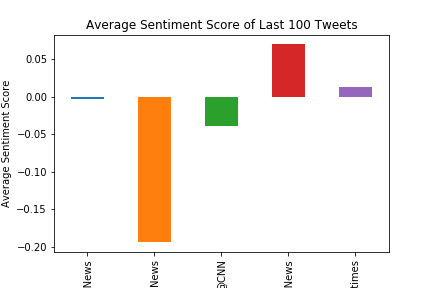 Average Sentiment Score of Last 100 Tweets
Average Sentiment Score
0.05
0.00
−0.05
−0.10
−0.15
−0.20
News
News
@CNN
News
times